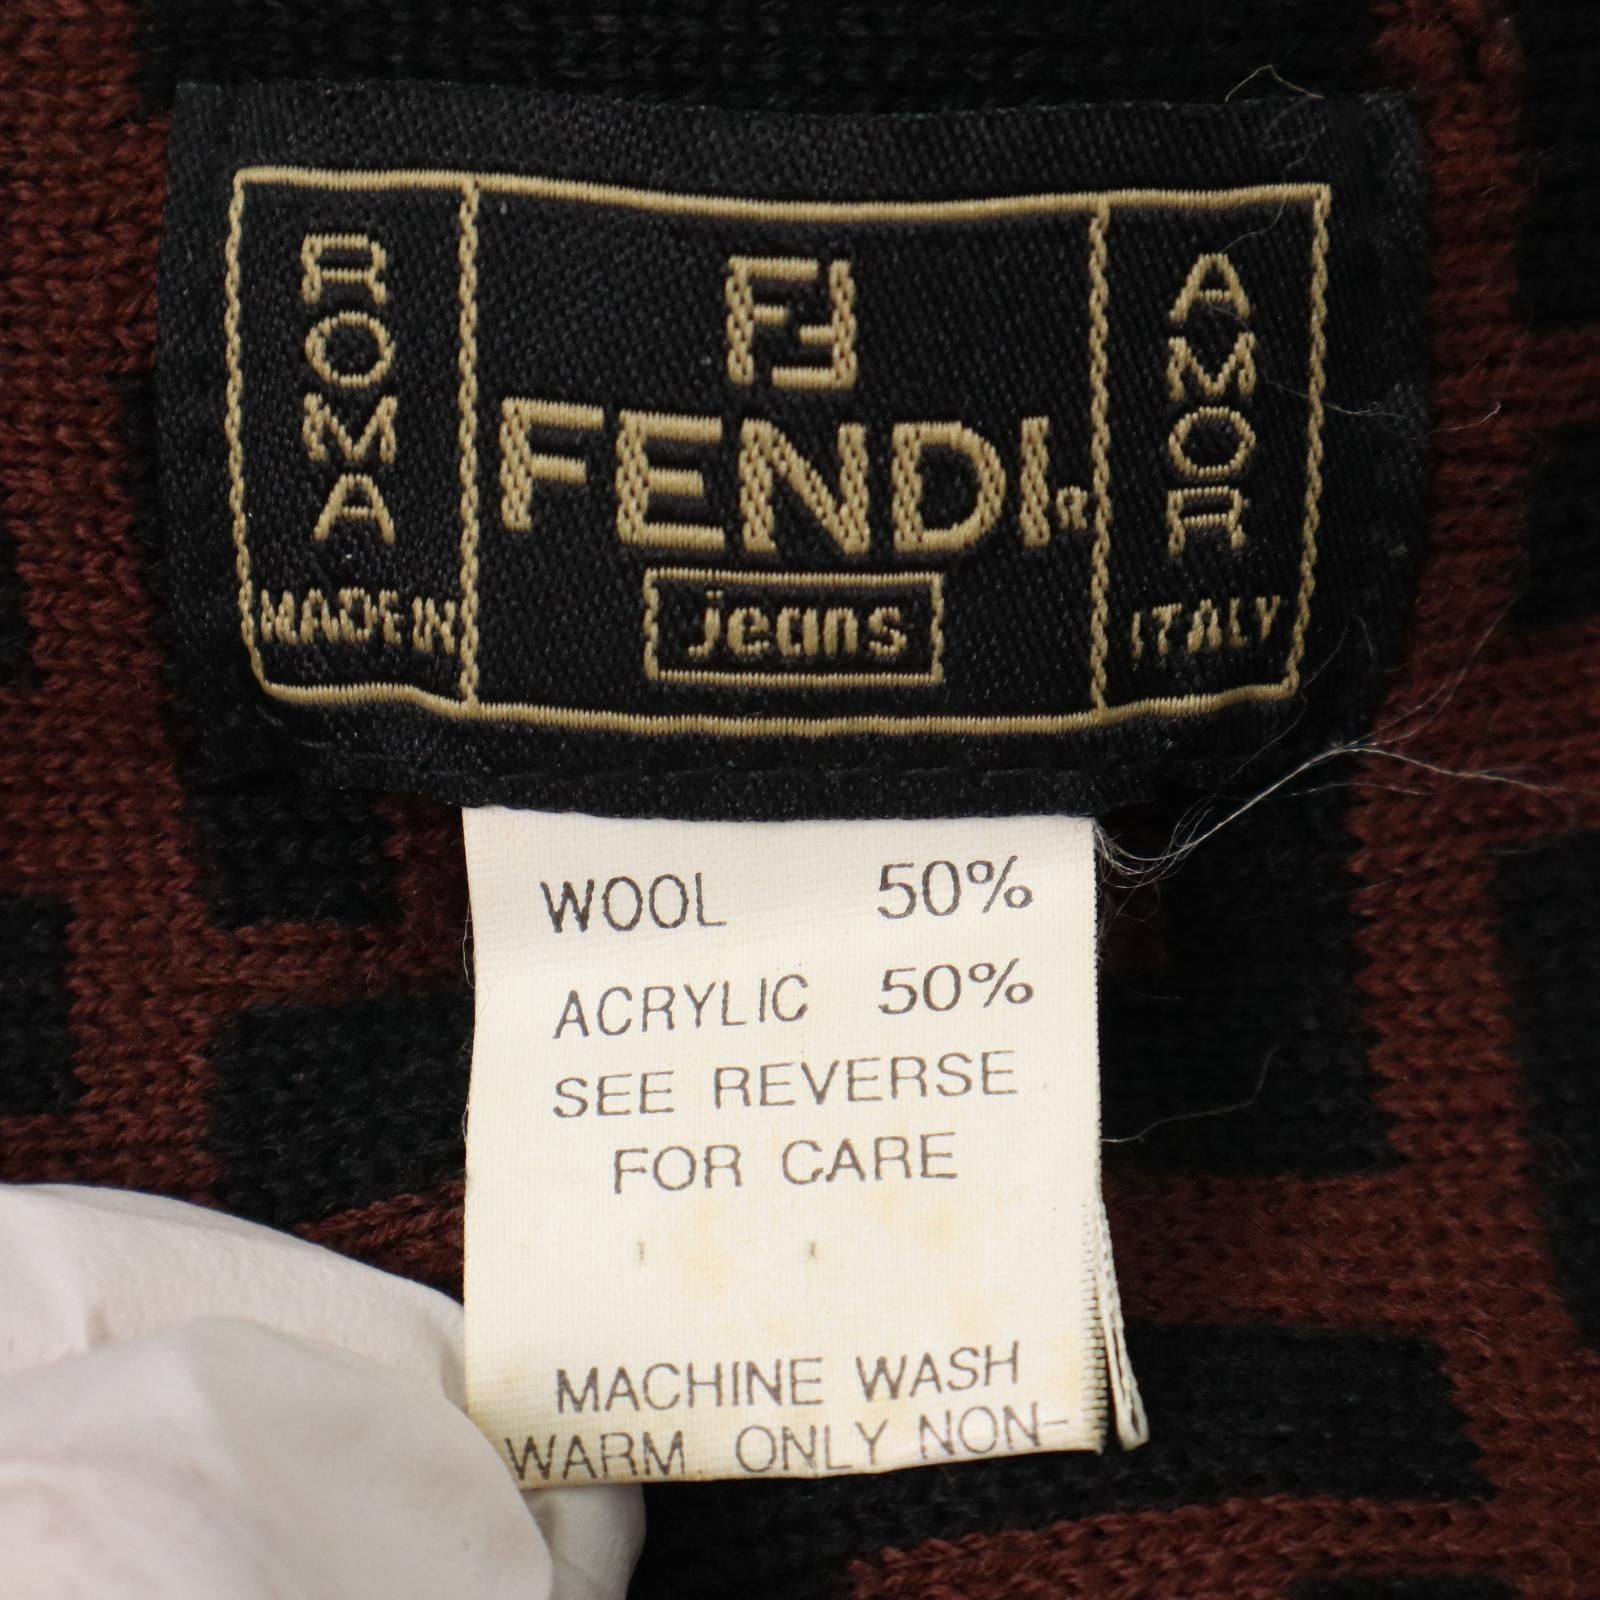 ROMA
MADE IN
FF
FENDI®
jeans
AMOR
ITALY
WOOL 50%
ACRYLIC 50%
SEE REVERSE
FOR CARE
MACHINE WASH
WARM ONLY NON-